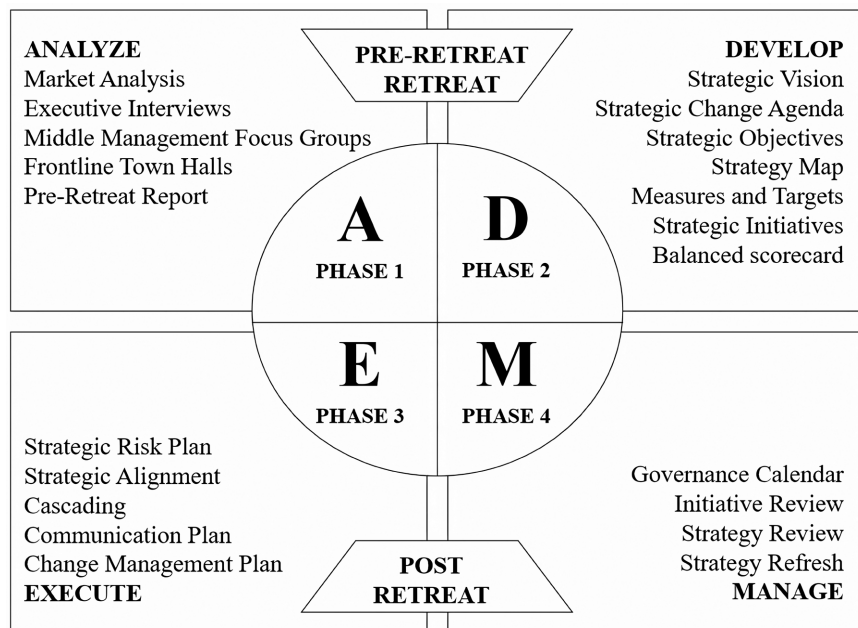 ANALYZE
Market Analysis
Executive Interviews
Middle Management Focus Groups
Frontline Town Halls
Pre-Retreat Report
PRE-RETREAT
RETREAT
DEVELOP
Strategic Vision
Strategic Change Agenda
Strategic Objectives
Strategy Map
Measures and Targets
Strategic Initiatives
Balanced scorecard
A
PHASE 1
D
PHASE 2
E
PHASE 3
M
PHASE 4
Strategic Risk Plan
Strategic Alignment
Cascading
Communication Plan
Change Management Plan
EXECUTE
POST
RETREAT
Governance Calendar
Initiative Review
Strategy Review
Strategy Refresh
MANAGE